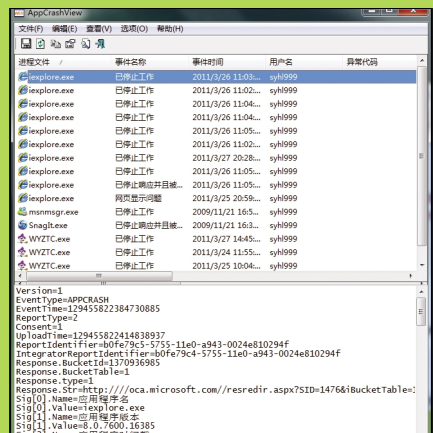 AppCrashView
文件(F) 编辑(E) 查看(V) 选项(O) 帮助(H)
进程文件 / 事件名称 事件时间 用户名 异常代码
iexplore.exe 已停止工作 2011/3/26 11:03:... syhl999
iexplore.exe 已停止工作 2011/3/26 11:02:... syhl999
iexplore.exe 已停止工作 2011/3/26 11:04:... syhl999
iexplore.exe 已停止工作 2011/3/26 11:04:... syhl999
iexplore.exe 已停止工作 2011/3/26 11:05:... syhl999
iexplore.exe 已停止工作 2011/3/26 11:02:... syhl999
iexplore.exe 已停止工作 2011/3/27 20:28:... syhl999
iexplore.exe 已停止工作 2011/3/26 11:05:... syhl999
iexplore.exe 已停止响应并且被... 2011/3/26 11:05:... syhl999
iexplore.exe 网页显示问题 2011/3/25 20:59:... syhl999
msnmsgr.exe 已停止工作 2009/11/21 16:5... syhl999
SnagIt.exe 已停止响应并且被... 2009/11/21 16:3... syhl999
WYZTC.exe 已停止工作 2011/3/27 14:45:... syhl999
WYZTC.exe 已停止工作 2011/3/24 11:55:... syhl999
WYZTC.exe 已停止工作 2011/3/25 10:04:... syhl999
Version=1
EventType=APPCRASH
EventTime=129455822384730885
ReportType=2
Consent=1
UploadTime=129455822414838937
ReportIdentifier=b0fe79c4-5755-11e0-a943-0024e810294f
IntegratorReportIdentifier=b0fe79c4-5755-11e0-a943-0024e810294f
Response.BucketId=1370936985
Response.BucketTable=1
Response.type=1
Response.Str=http:////oca.microsoft.com//resredir.aspx?SID=1476&iBucketTable=1
Sig[0].Name=应用程序名
Sig[0].Value=iexplore.exe
Sig[1].Name=应用程序版本
Sig[1].Value=8.0.7600.16385